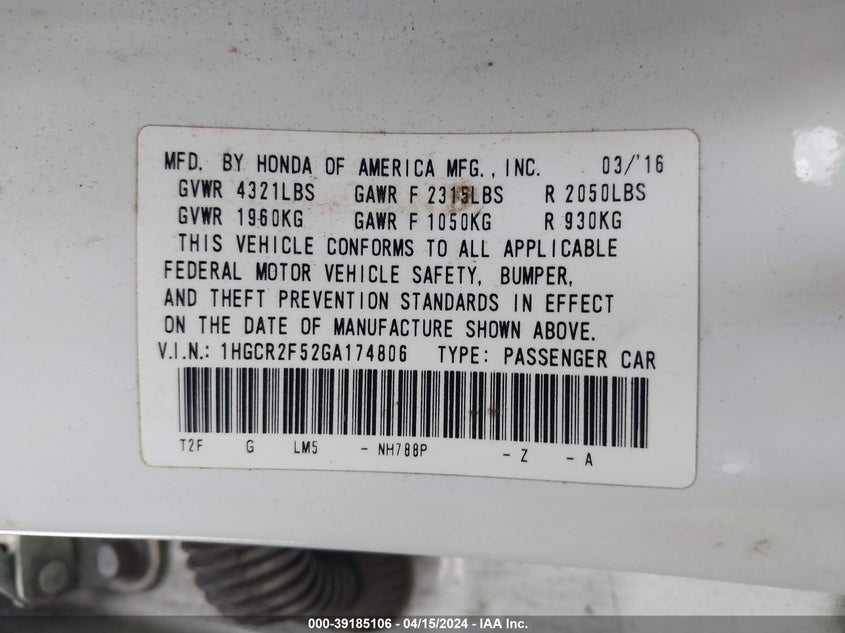 MFD. BY HONDA OF AMERICA MFG., INC. 03/'16
GVWR 4321LBS GAWR F 2315LBS R 2050LBS
GVWR 1960KG GAWR F 1050KG R 930KG
THIS VEHICLE CONFORMS TO ALL APPLICABLE
FEDERAL MOTOR VEHICLE SAFETY, BUMPER,
AND THEFT PREVENTION STANDARDS IN EFFECT
ON THE DATE OF MANUFACTURE SHOWN ABOVE.
V.I.N.: 1HGCR2F52GA174806 TYPE: PASSENGER CAR
T2F G LM5 - NH788P - Z - A
000-39185106 - 04/15/2024 - IAA Inc.